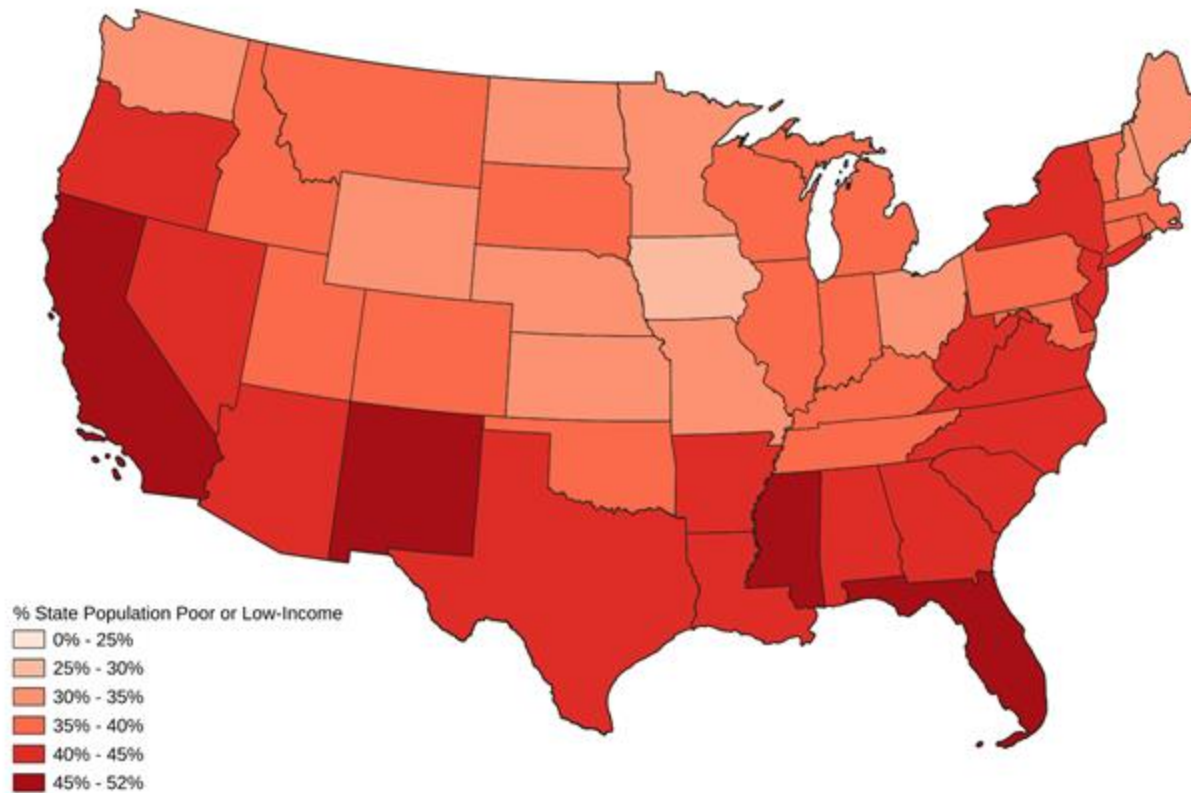 % State Population Poor or Low-Income
0% - 25%
25% - 30%
30% - 35%
35% - 40%
40% - 45%
45% - 52%